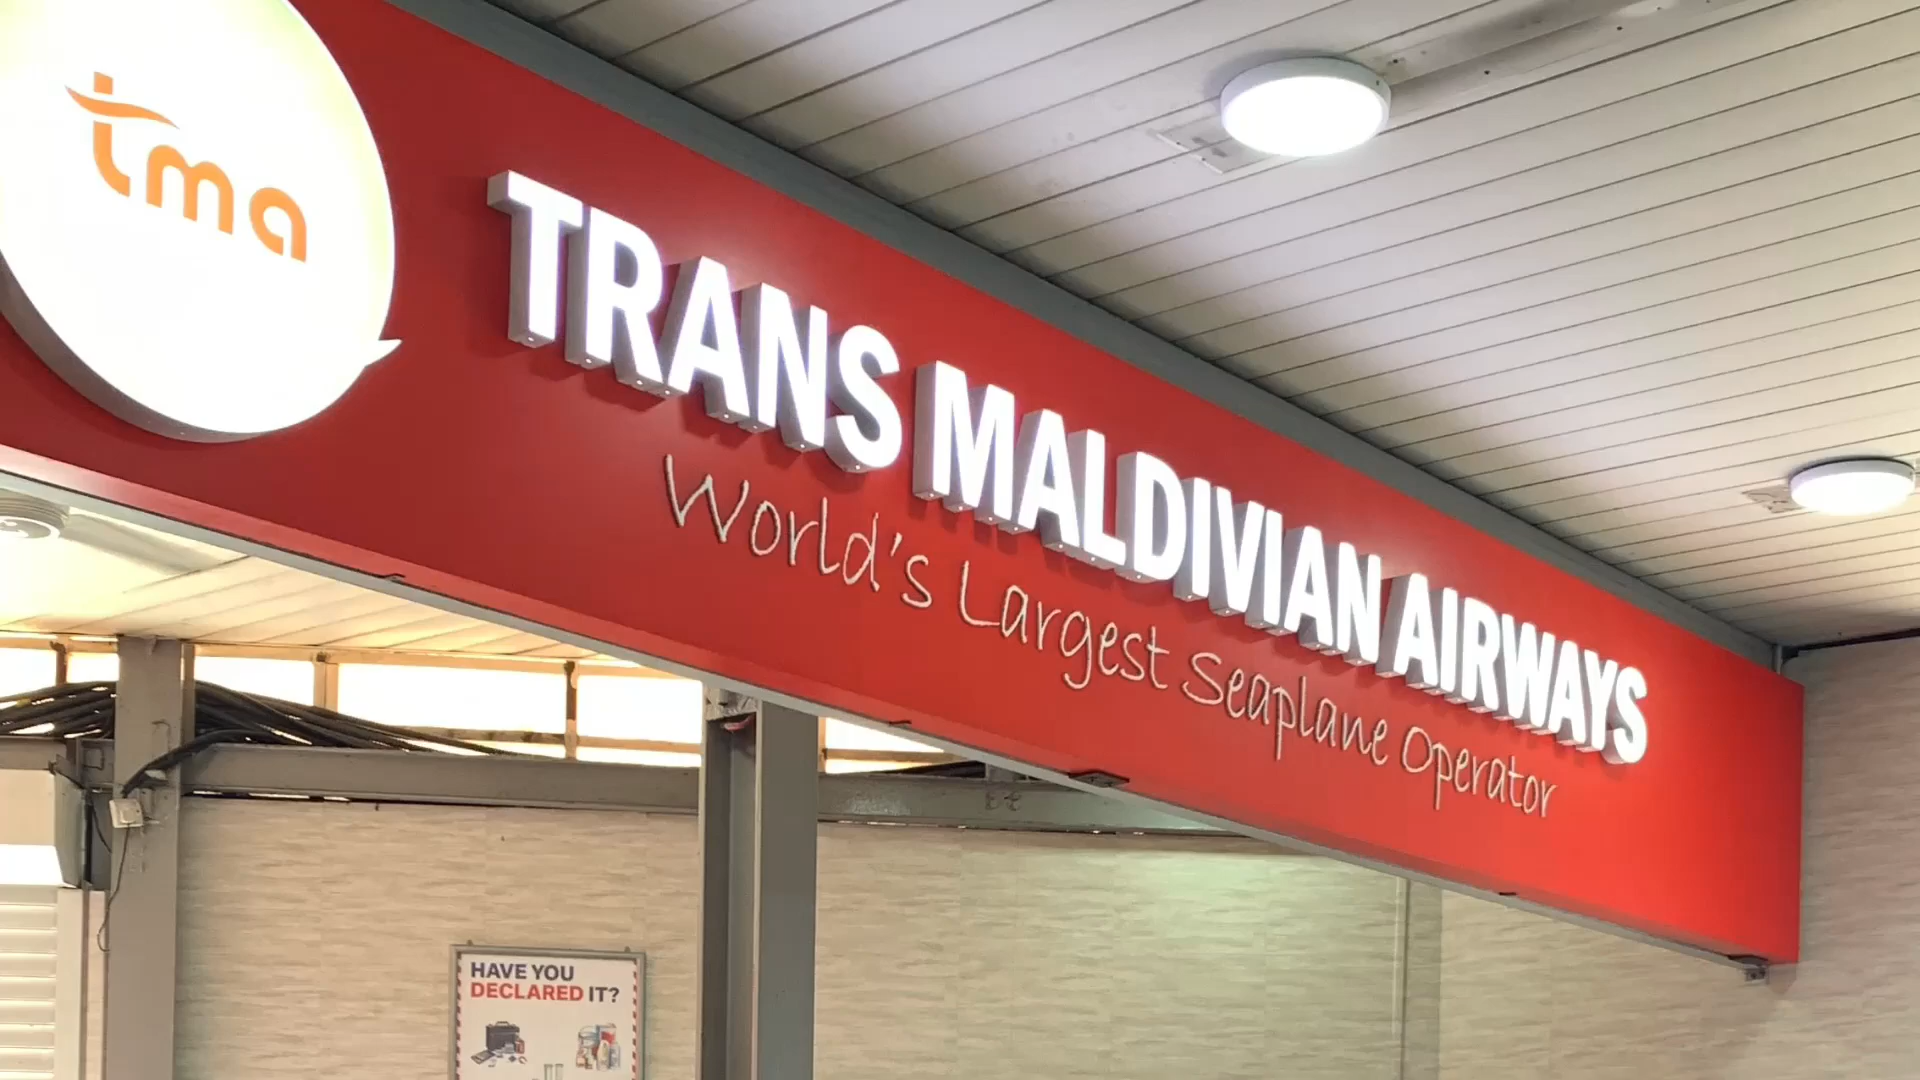 tma
TRANS MALDIVIAN AIRWAYS
World's Largest Seaplane Operator
HAVE YOU
DECLARED IT?